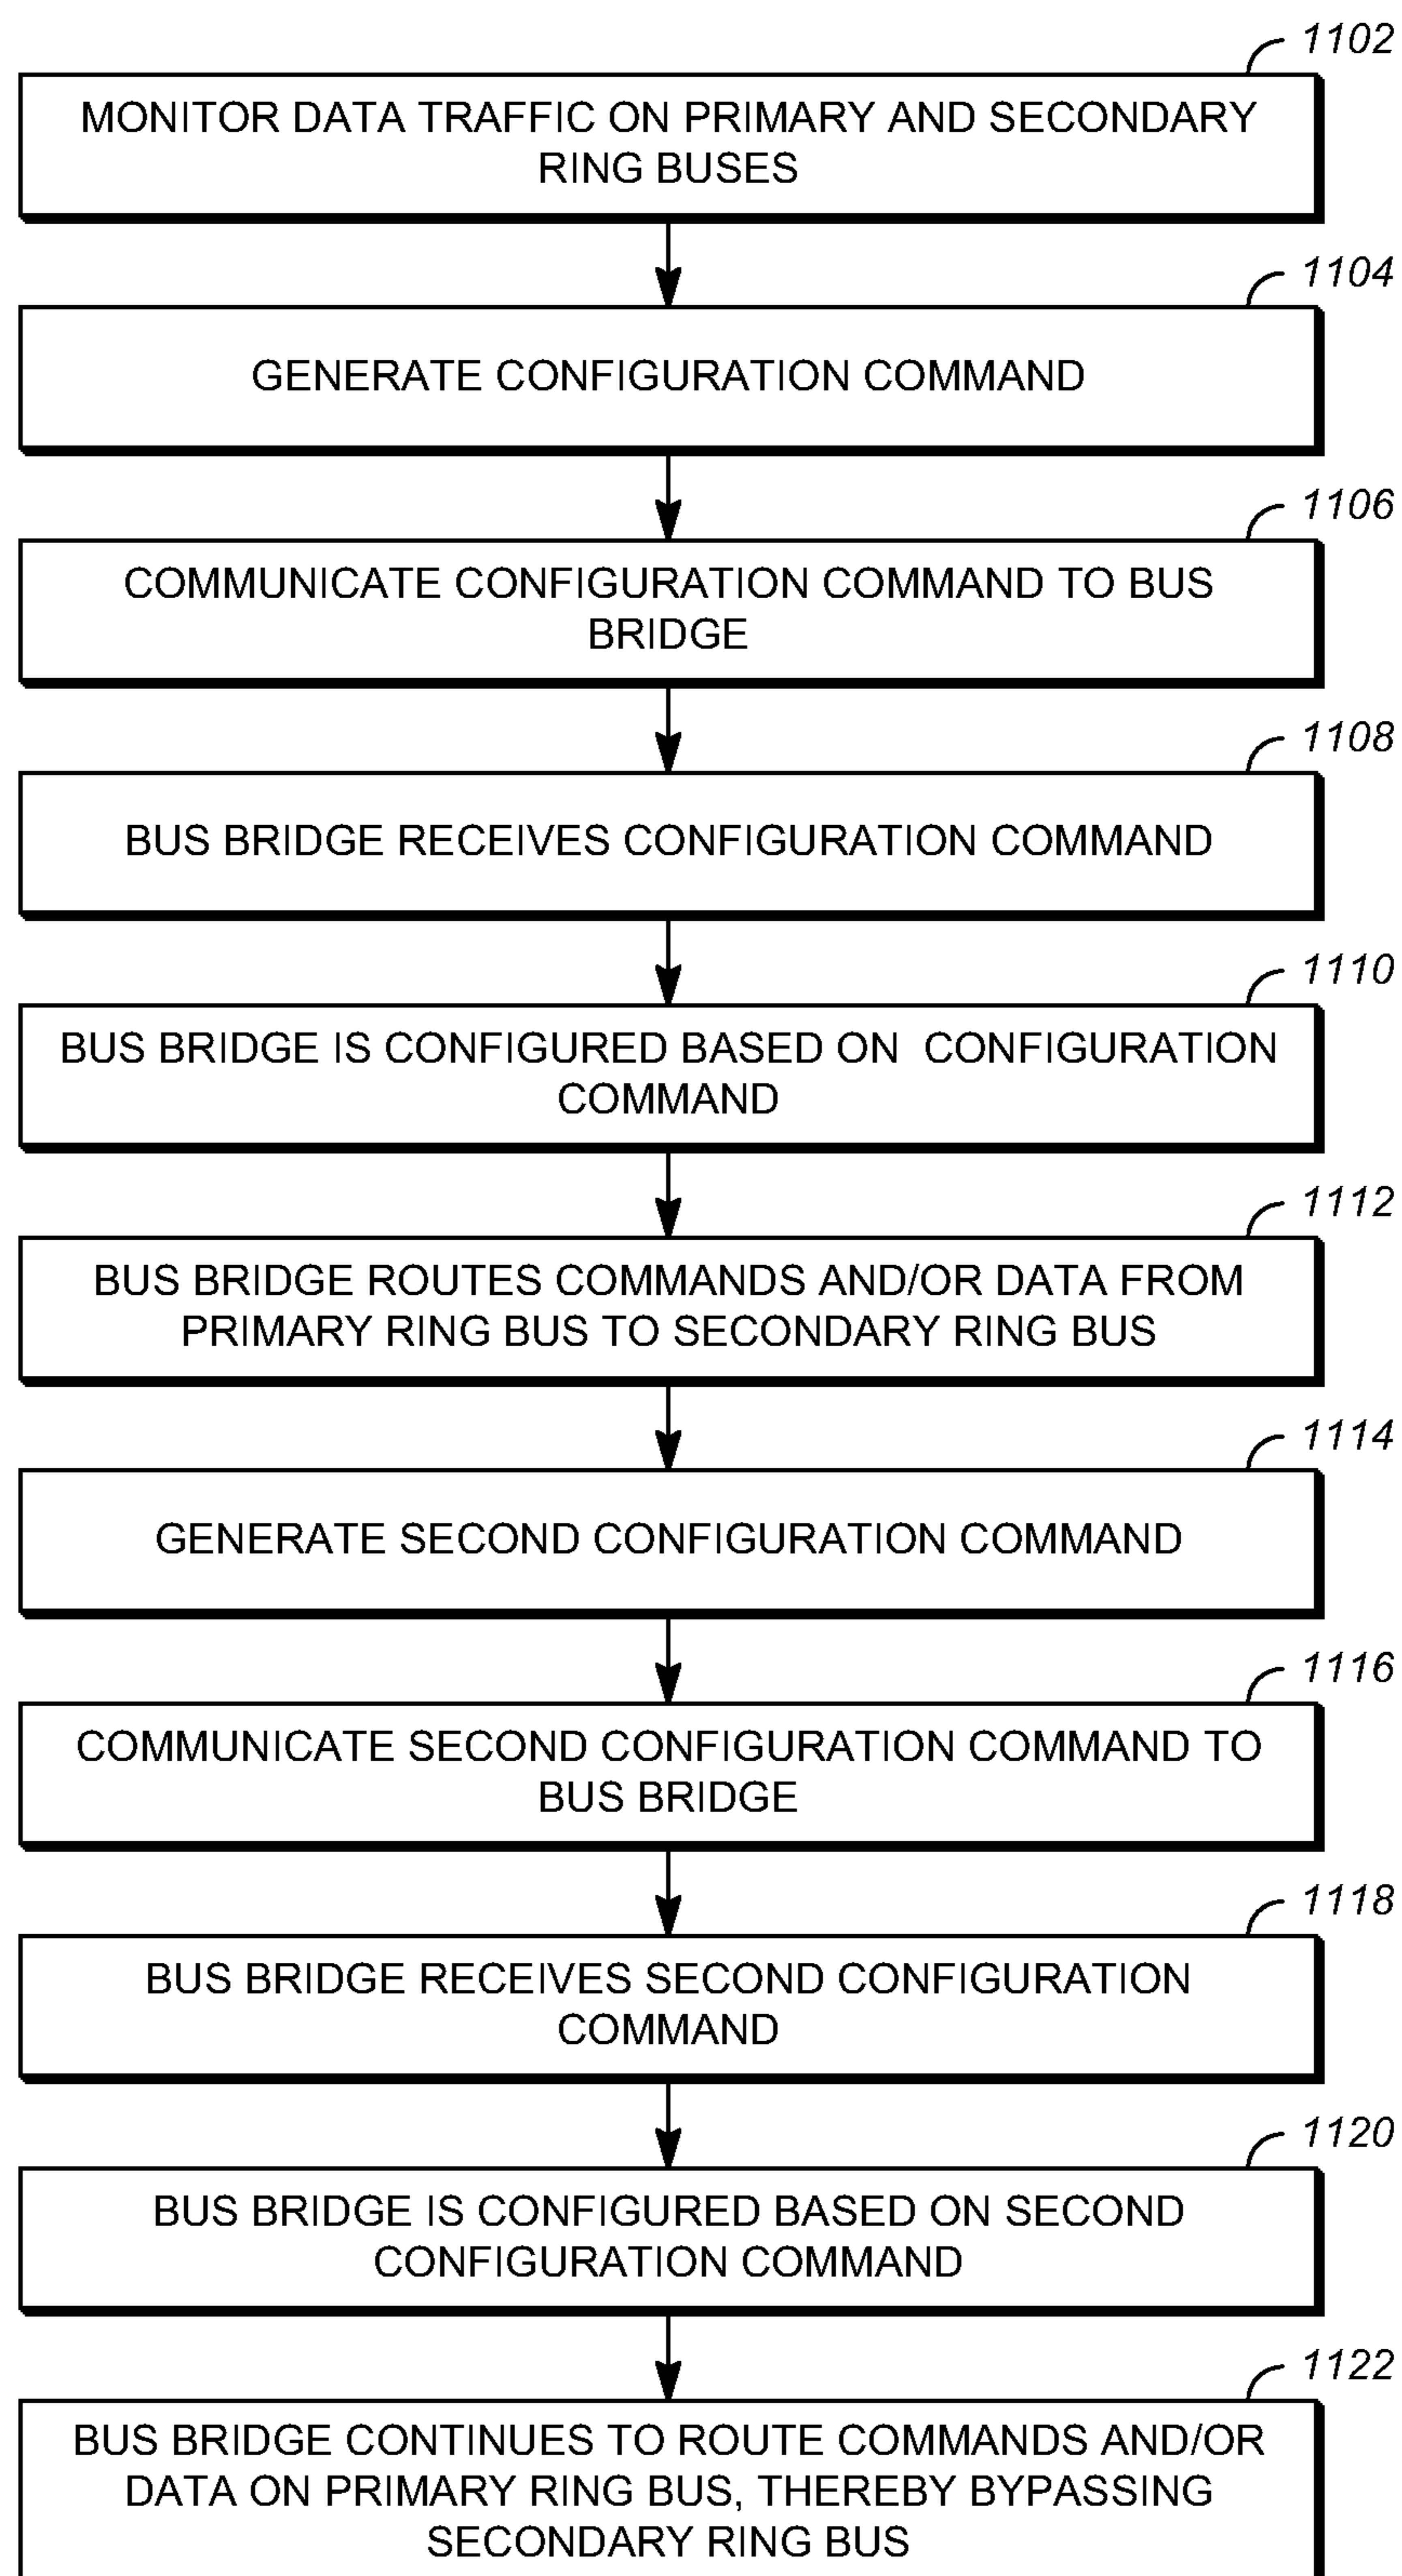 1102
MONITOR DATA TRAFFIC ON PRIMARY AND SECONDARY
RING BUSES
1104
GENERATE CONFIGURATION COMMAND
1106
COMMUNICATE CONFIGURATION COMMAND TO BUS
BRIDGE
1108
BUS BRIDGE RECEIVES CONFIGURATION COMMAND
1110
BUS BRIDGE IS CONFIGURED BASED ON CONFIGURATION
COMMAND
1112
BUS BRIDGE ROUTES COMMANDS AND/OR DATA FROM
PRIMARY RING BUS TO SECONDARY RING BUS
1114
GENERATE SECOND CONFIGURATION COMMAND
1116
COMMUNICATE SECOND CONFIGURATION COMMAND TO
BUS BRIDGE
1118
BUS BRIDGE RECEIVES SECOND CONFIGURATION
COMMAND
1120
BUS BRIDGE IS CONFIGURED BASED ON SECOND
CONFIGURATION COMMAND
1122
BUS BRIDGE CONTINUES TO ROUTE COMMANDS AND/OR
DATA ON PRIMARY RING BUS, THEREBY BYPASSING
SECONDARY RING BUS